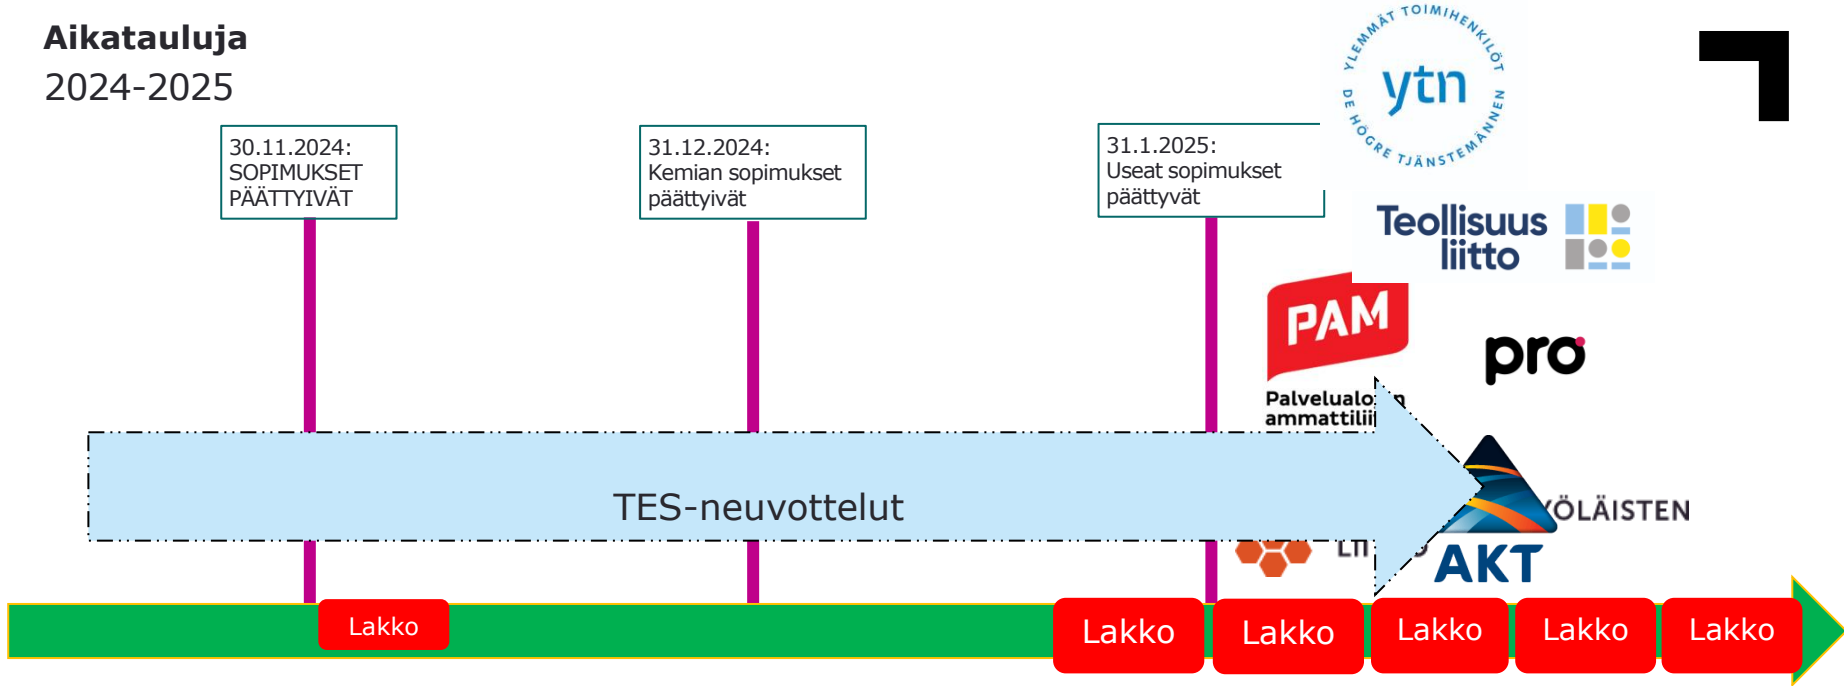 Aikatauluja
2024-2025
30.11.2024:
SOPIMUKSET
PÄÄTTYIVÄT
31.12.2024:
Kemian sopimukset
päättyivät
31.1.2025:
Useat sopimukset
päättyvät
YLEMMÄT TOIMIHENKILÖT
ytn
DE HÖGRE TJÄNSTEMÄNNEN
Teollisuus
liitto
PAM
pro
ammattilii
TES-neuvottelut
YÖLÄISTEN
AKT
Lakko
Lakko
Lakko
Lakko
Lakko
Lakko